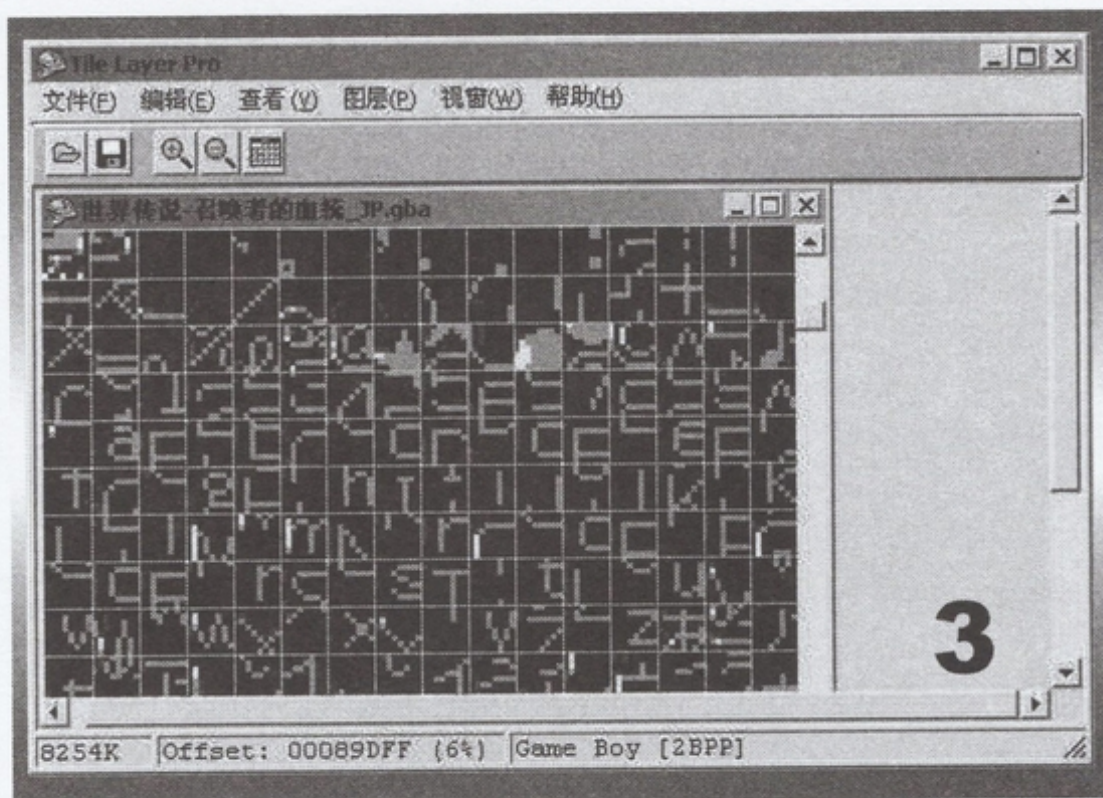 Tile Layer Pro
文件(F) 编辑(E) 查看(V) 图层(P) 视窗(W) 帮助(H)
世界传说-召唤者的血统_JP.gba
3
8254K Offset: 00089DFF (6%) Game Boy [2BPP]